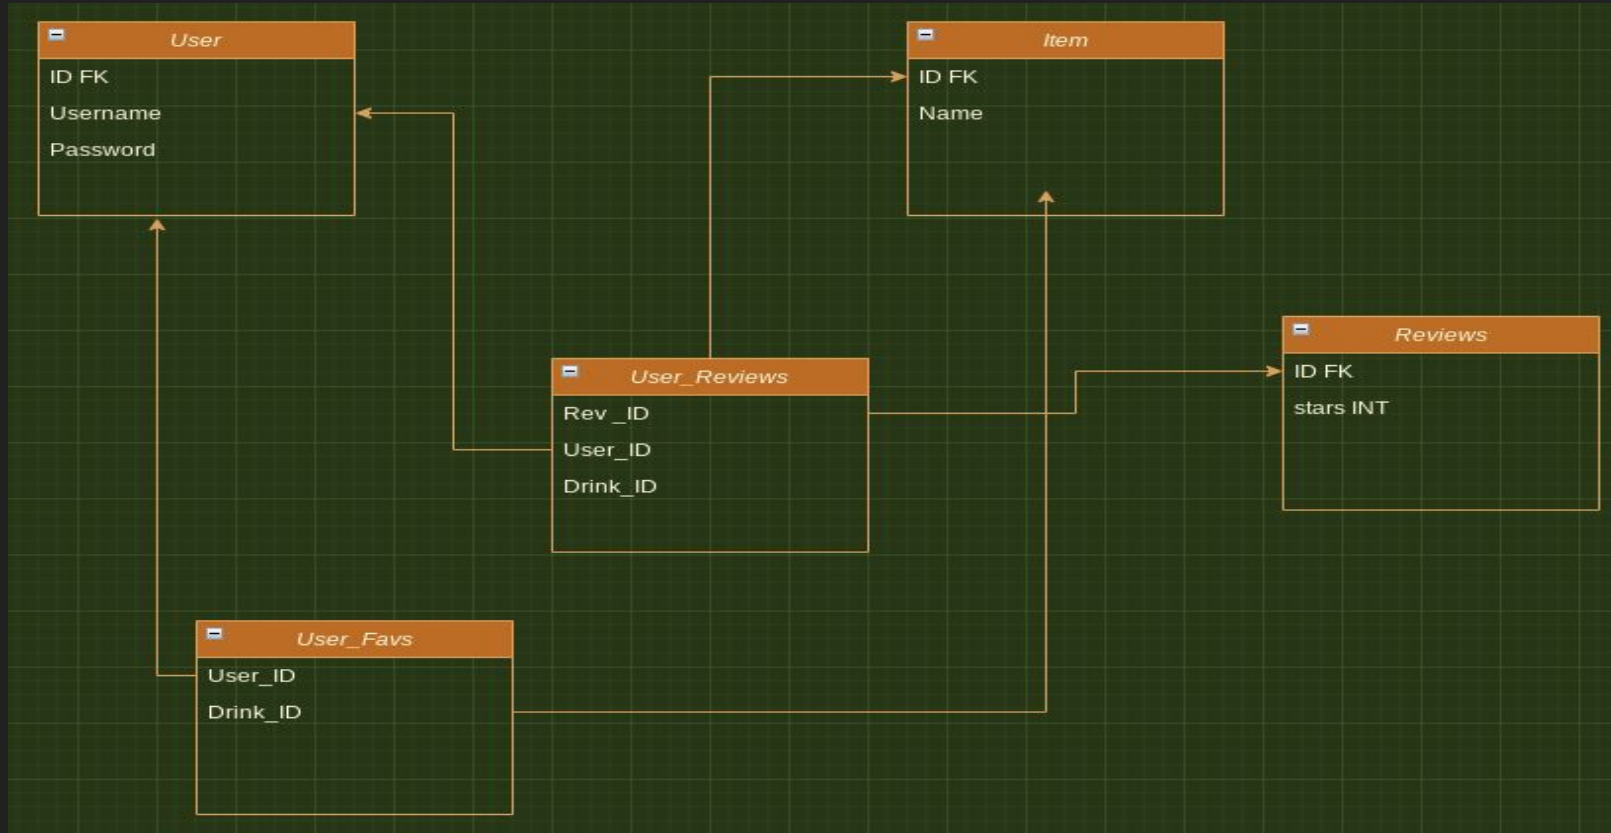 User
ID FK
Username
Password
Item
ID FK
Name
Reviews
ID FK
stars INT
User_Reviews
Rev _ID
User_ID
Drink_ID
User_Favs
User_ID
Drink_ID